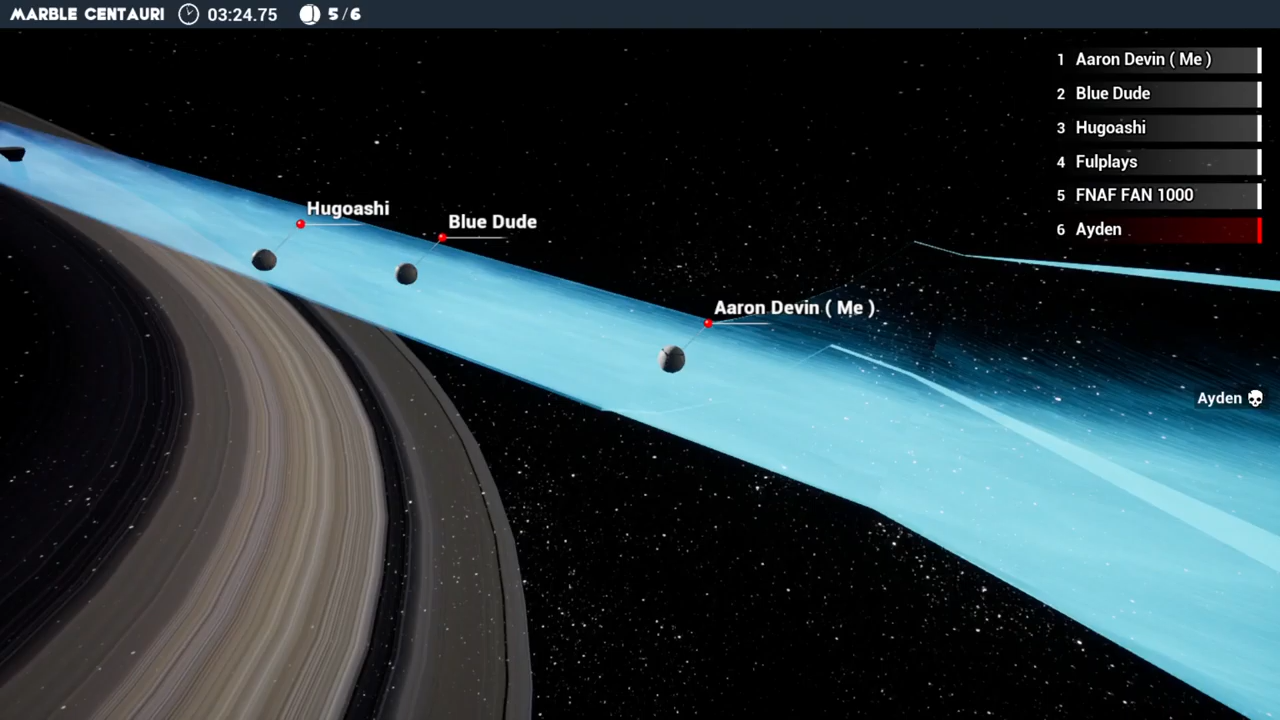 MARBLE CENTAURI 03:24.75 5/6
1 Aaron Devin ( Me )
2 Blue Dude
3 Hugoashi
4 Fulplays
5 FNAF FAN 1000
6 Ayden
Hugoashi
Blue Dude
Aaron Devin ( Me )
Ayden